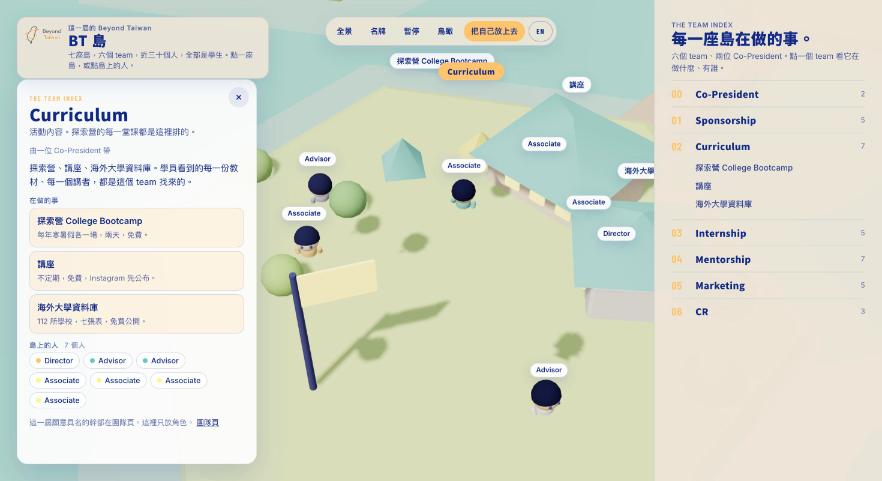 Beyond
Taiwan
這一屆的 Beyond Taiwan
BT 島
七座島，六個 team，近三十個人，全部是學生。點一座
島，或點島上的人。
全景
名牌
暫停
鳥瞰
把自己放上去
EN
THE TEAM INDEX
×
Curriculum
活動內容。探索營的每一堂課都是這裡排的。
由一位 Co-President 帶
探索營、講座、海外大學資料庫。學員看到的每一份教
材、每一個講者，都是這個 team 找來的。
在做的事
探索營 College Bootcamp
每年寒暑假各一場，兩天，免費。
講座
不定期，免費，Instagram 先公布。
海外大學資料庫
112 所學校，七張表，免費公開。
島上的人 7 個人
Director
Advisor
Advisor
Associate
Associate
Associate
Associate
這一屆願意具名的幹部在團隊頁，這裡只放角色。 團隊頁
探索營 College Bootcamp
Curriculum
講座
Associate
Advisor
Associate
海外大學
Associate
Associate
Director
Advisor
THE TEAM INDEX
每一座島在做的事。
六個 team、兩位 Co-President。點一個 team 看它在
做什麼、有誰。
00 Co-President 2
01 Sponsorship 5
02 Curriculum 7
探索營 College Bootcamp
講座
海外大學資料庫
03 Internship 5
04 Mentorship 7
05 Marketing 5
06 CR 3